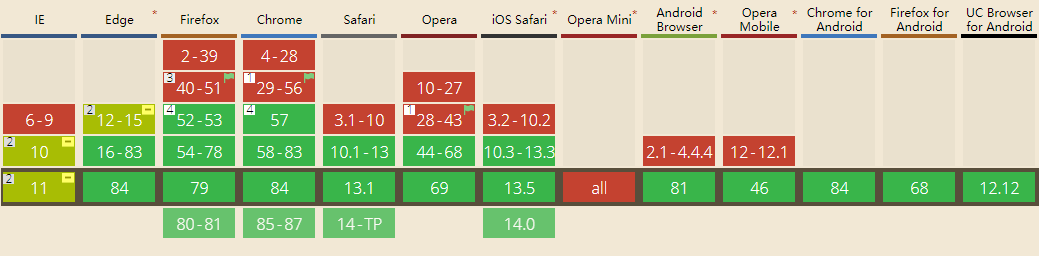 IE Edge * Firefox Chrome Safari Opera iOS Safari * Opera Mini * Android Browser * Opera Mobile * Chrome for Android Firefox for Android UC Browser for Android
2-39 4-28
3 40-51 1 29-56 10-27
6-9 2 12-15 4 52-53 4 57 3.1-10 1 28-43 3.2-10.2
2 10 16-83 54-78 58-83 10.1-13 44-68 10.3-13.3 2.1-4.4.4 12-12.1
2 11 84 79 84 13.1 69 13.5 all 81 46 84 68 12.12
80-81 85-87 14-TP 14.0